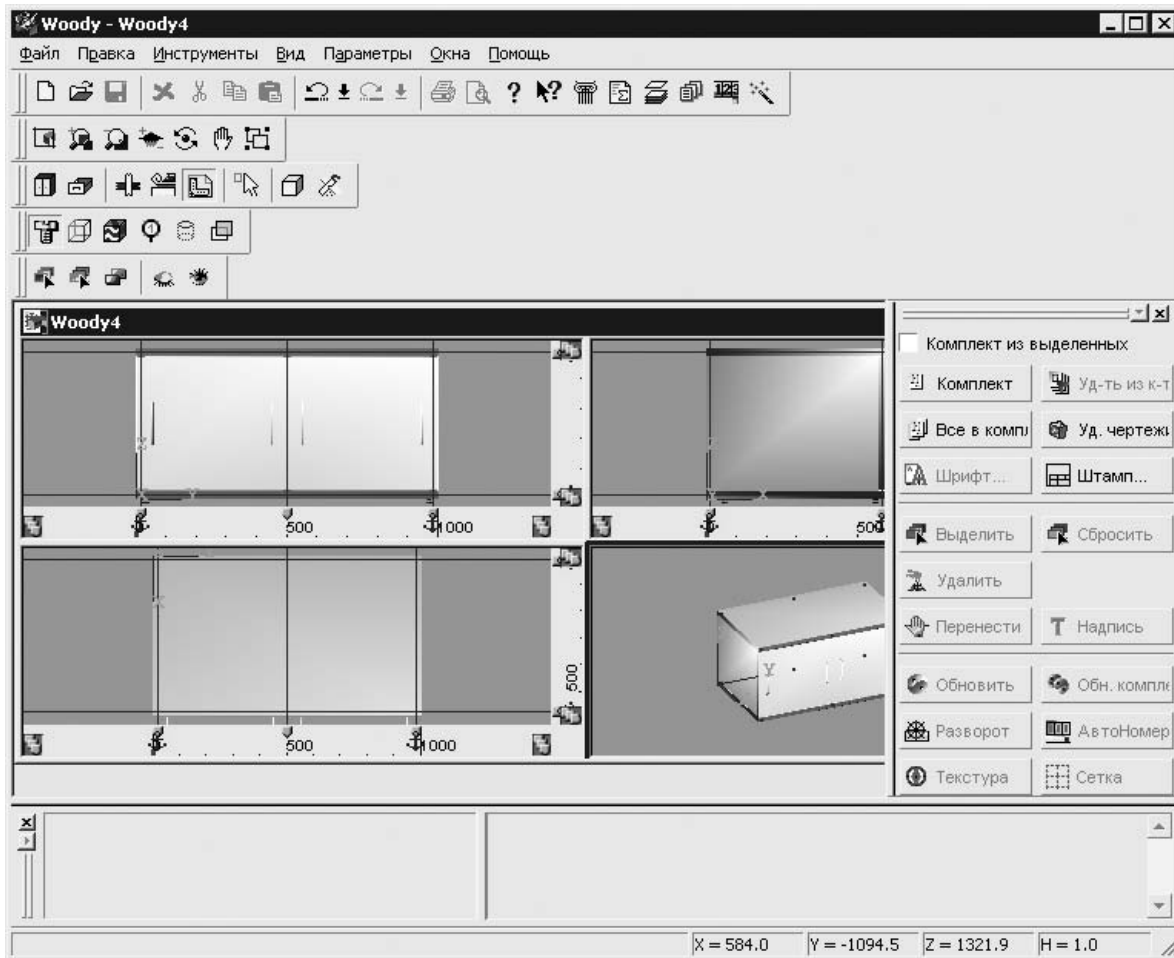 Woody - Woody4
Файл Правка Инструменты Вид Параметры Окна Помощь
Woody4
Комплект из выделенных
Комплект Уд-ть из к-т
Все в компл Уд. чертежи
Шрифт... Штамп...
Выделить Сбросить
Удалить
Перенести Надпись
Обновить Обн. компле
Разворот АвтоНомер
Текстура Сетка
500 1000
500
Y
500
500 1000
X = 584.0 Y = -1094.5 Z = 1321.9 H = 1.0